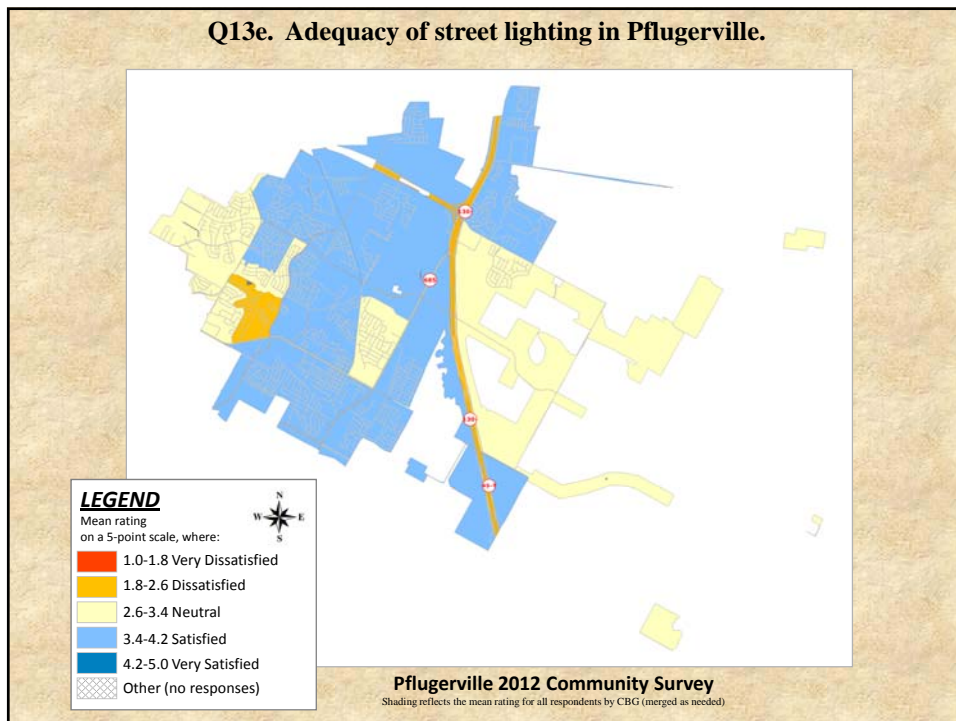 Q13e.  Adequacy of street lighting in Pflugerville.
130
685
130
LEGEND
N
W E
S
Mean rating
on a 5-point scale, where:
1.0-1.8 Very Dissatisfied
1.8-2.6 Dissatisfied
2.6-3.4 Neutral
3.4-4.2 Satisfied
4.2-5.0 Very Satisfied
Other (no responses)
Pflugerville 2012 Community Survey
Shading reflects the mean rating for all respondents by CBG (merged as needed)